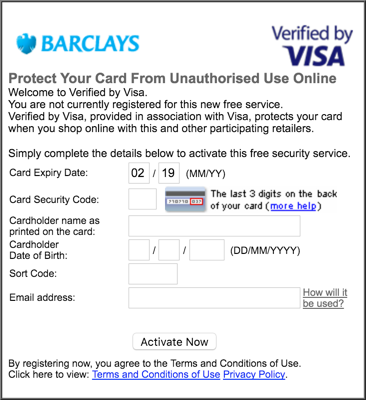 BARCLAYS
Verified by
VISA
Protect Your Card From Unauthorised Use Online
Welcome to Verified by Visa.
You are not currently registered for this new free service.
Verified by Visa, provided in association with Visa, protects your card
when you shop online with this and other participating retailers.
Simply complete the details below to activate this free security service.
Card Expiry Date: 02 / 19 (MM/YY)
Card Security Code: The last 3 digits on the back
of your card (more help)
Cardholder name as
printed on the card:
Cardholder
Date of Birth: / / (DD/MM/YYYY)
Sort Code:
Email address: How will it
be used?
Activate Now
By registering now, you agree to the Terms and Conditions of Use.
Click here to view: Terms and Conditions of Use Privacy Policy.